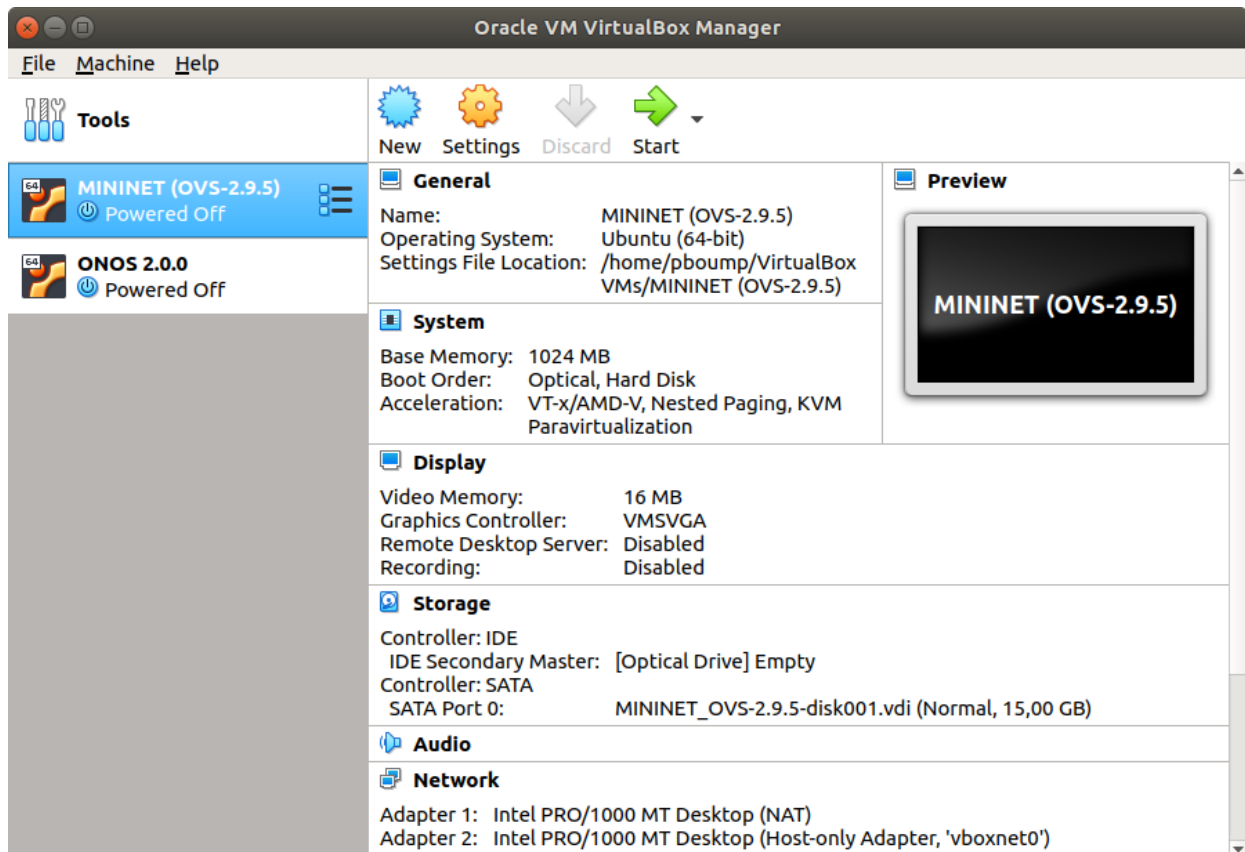 Oracle VM VirtualBox Manager
File Machine Help
Tools
New Settings Discard Start
64
MININET (OVS-2.9.5)
Powered Off
64
ONOS 2.0.0
Powered Off
General
Name: MININET (OVS-2.9.5)
Operating System: Ubuntu (64-bit)
Settings File Location: /home/pboump/VirtualBox
VMs/MININET (OVS-2.9.5)
Preview
MININET (OVS-2.9.5)
System
Base Memory: 1024 MB
Boot Order: Optical, Hard Disk
Acceleration: VT-x/AMD-V, Nested Paging, KVM
Paravirtualization
Display
Video Memory: 16 MB
Graphics Controller: VMSVGA
Remote Desktop Server: Disabled
Recording: Disabled
Storage
Controller: IDE
IDE Secondary Master: [Optical Drive] Empty
Controller: SATA
SATA Port 0: MININET_OVS-2.9.5-disk001.vdi (Normal, 15,00 GB)
Audio
Network
Adapter 1: Intel PRO/1000 MT Desktop (NAT)
Adapter 2: Intel PRO/1000 MT Desktop (Host-only Adapter, 'vboxnet0')